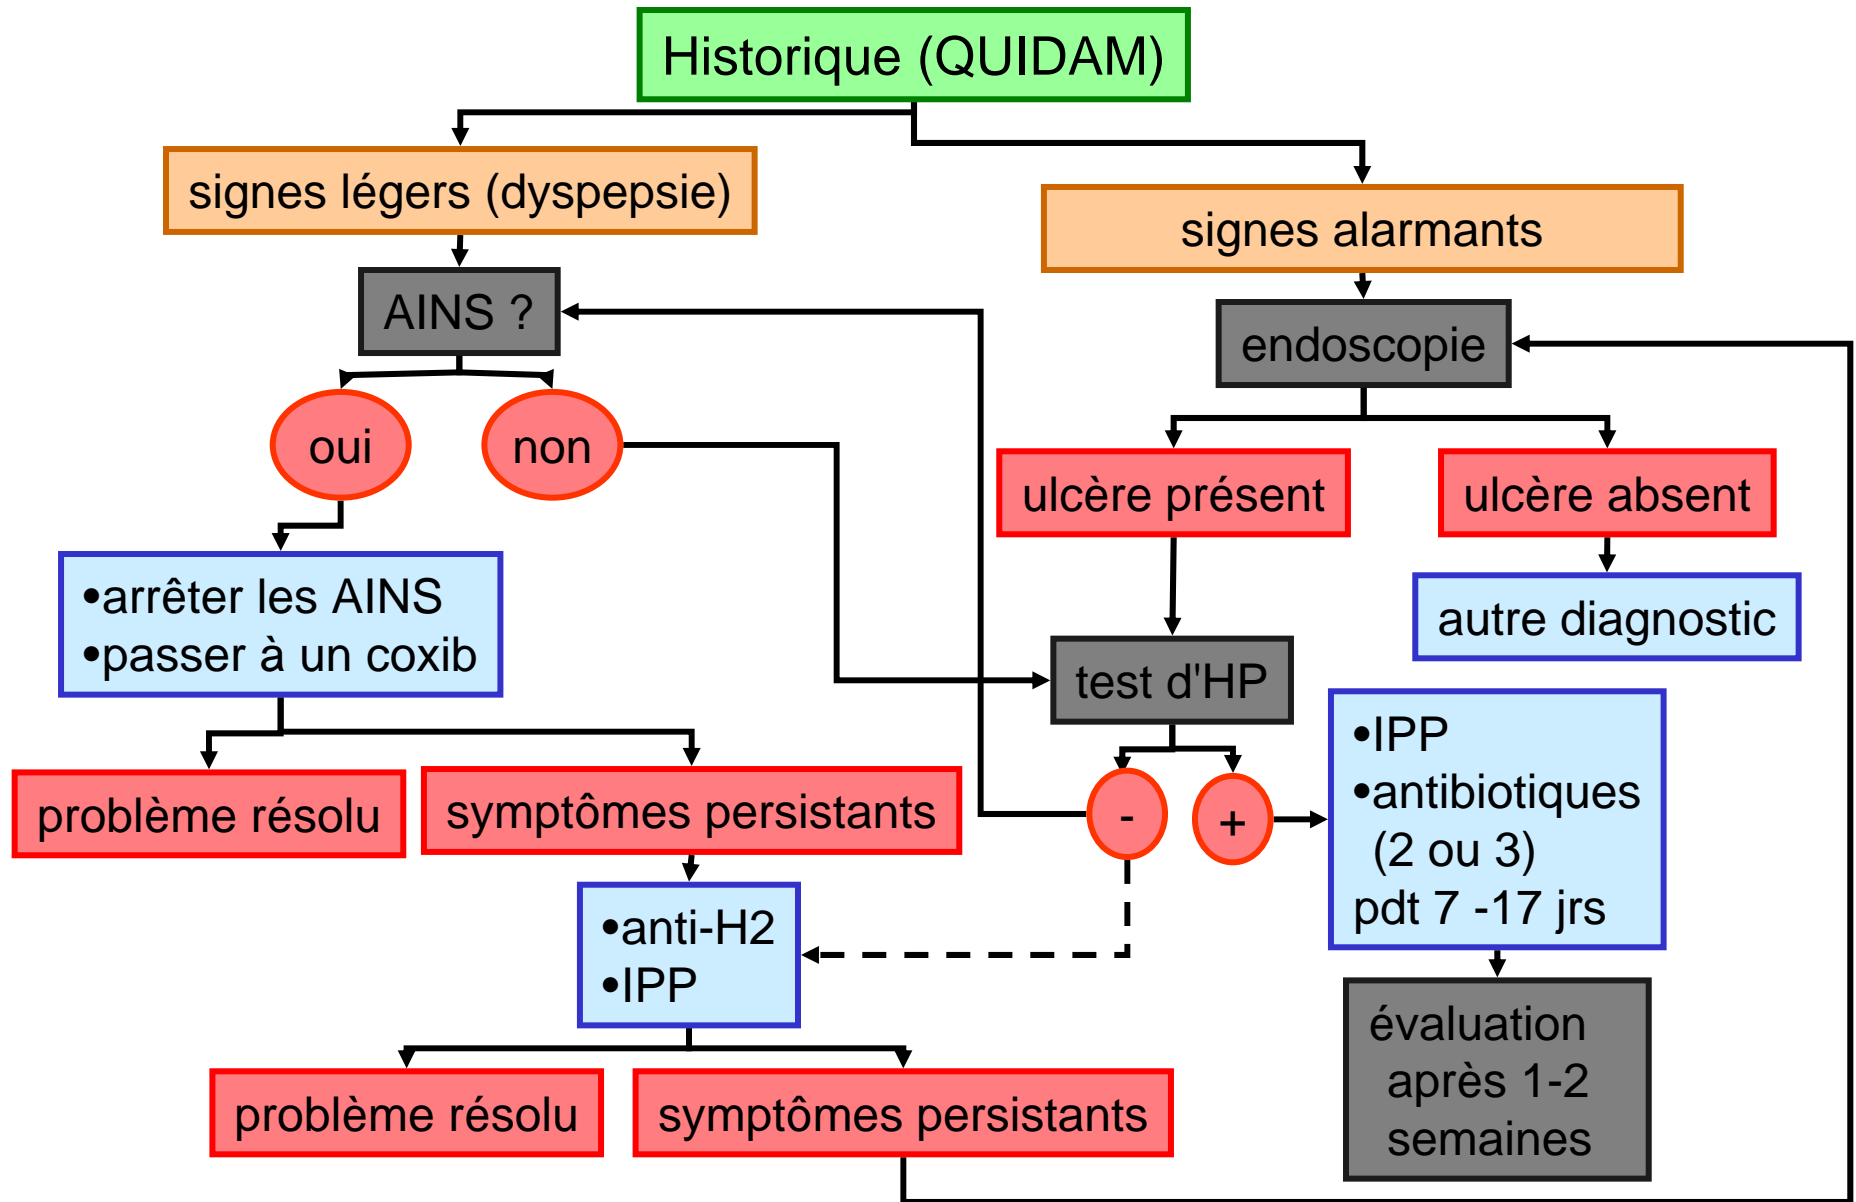 Historique (QUIDAM)
signes légers (dyspepsie)
signes alarmants
AINS ?
endoscopie
oui
non
ulcère présent
ulcère absent
•arrêter les AINS
•passer à un coxib
autre diagnostic
test d'HP
•IPP
•antibiotiques
(2 ou 3)
pdt 7 -17 jrs
problème résolu
symptômes persistants
-
+
•anti-H2
•IPP
évaluation
après 1-2
semaines
problème résolu
symptômes persistants